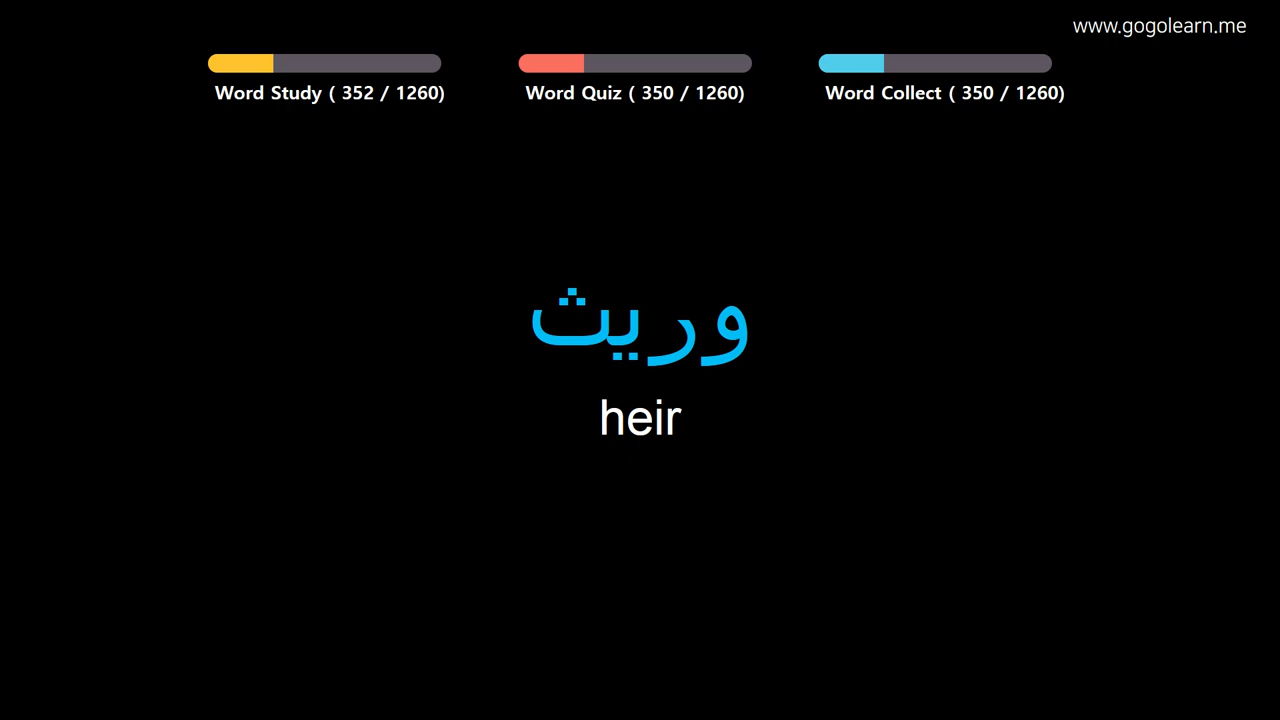 www.gogolearn.me
Word Study ( 352 / 1260)
Word Quiz ( 350 / 1260)
Word Collect ( 350 / 1260)
وريث
heir